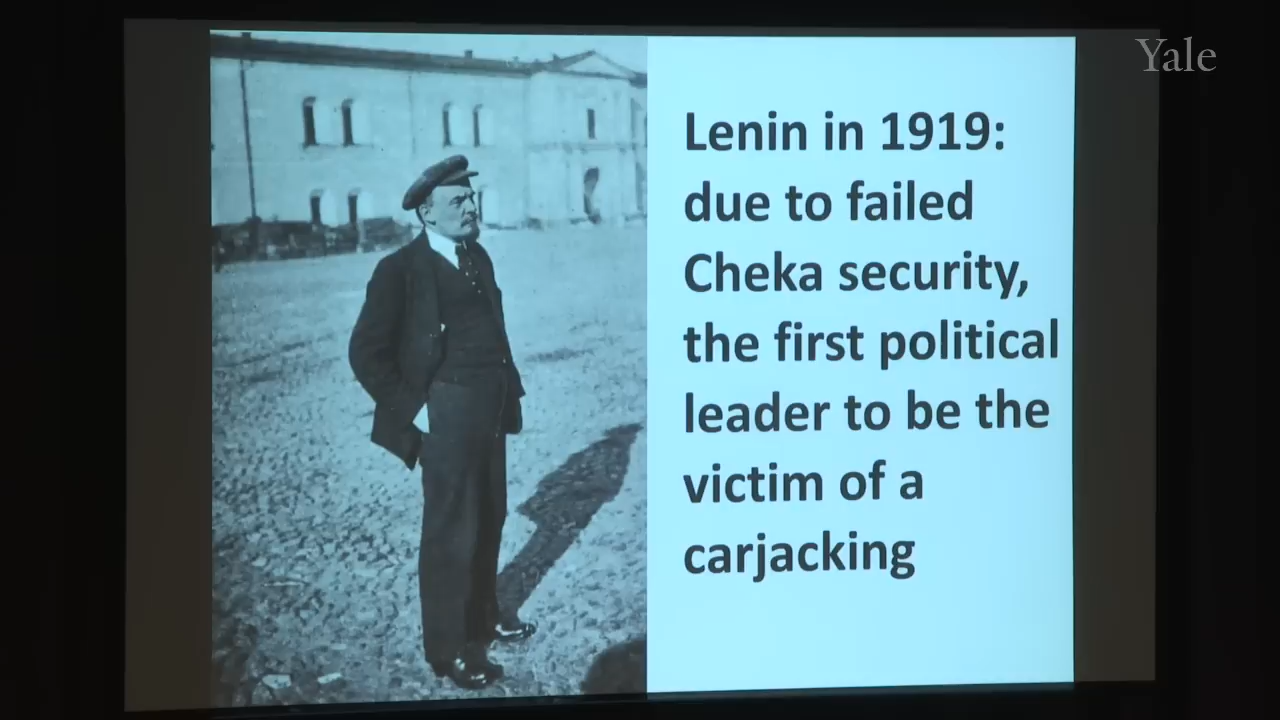 Yale
Lenin in 1919:
due to failed
Cheka security,
the first political
leader to be the
victim of a
carjacking